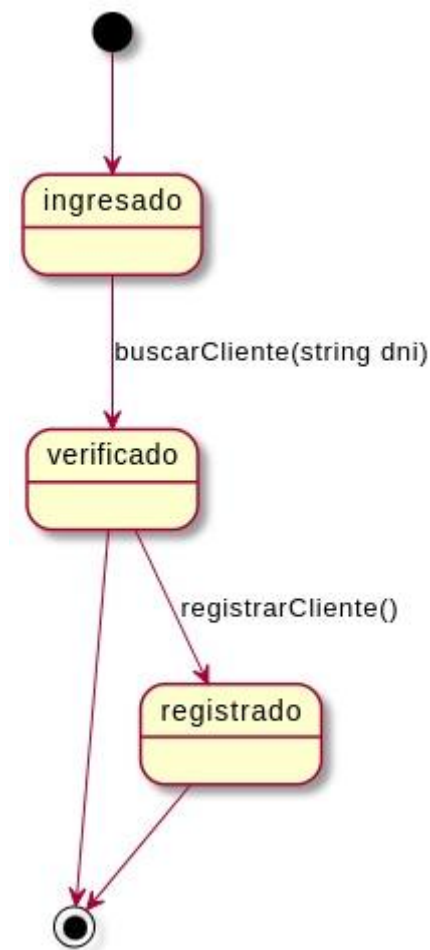 ingresado
buscarCliente(string dni)
verificado
registrarCliente()
registrado